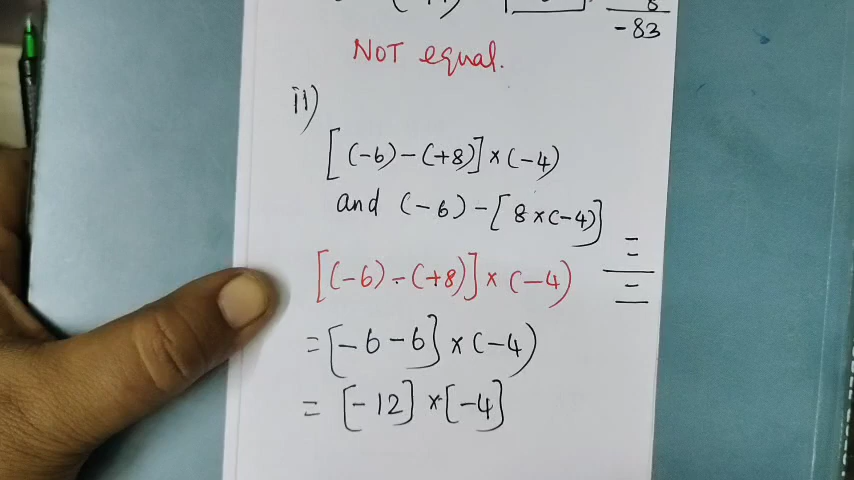 -83
NOT equal.
ii)
[(-6)-(+8)]×(-4)
and (-6)-[8×(-4)]
[(-6)-(+8)]×(-4)
=[-6-6]×(-4)
=[-12]×[-4]